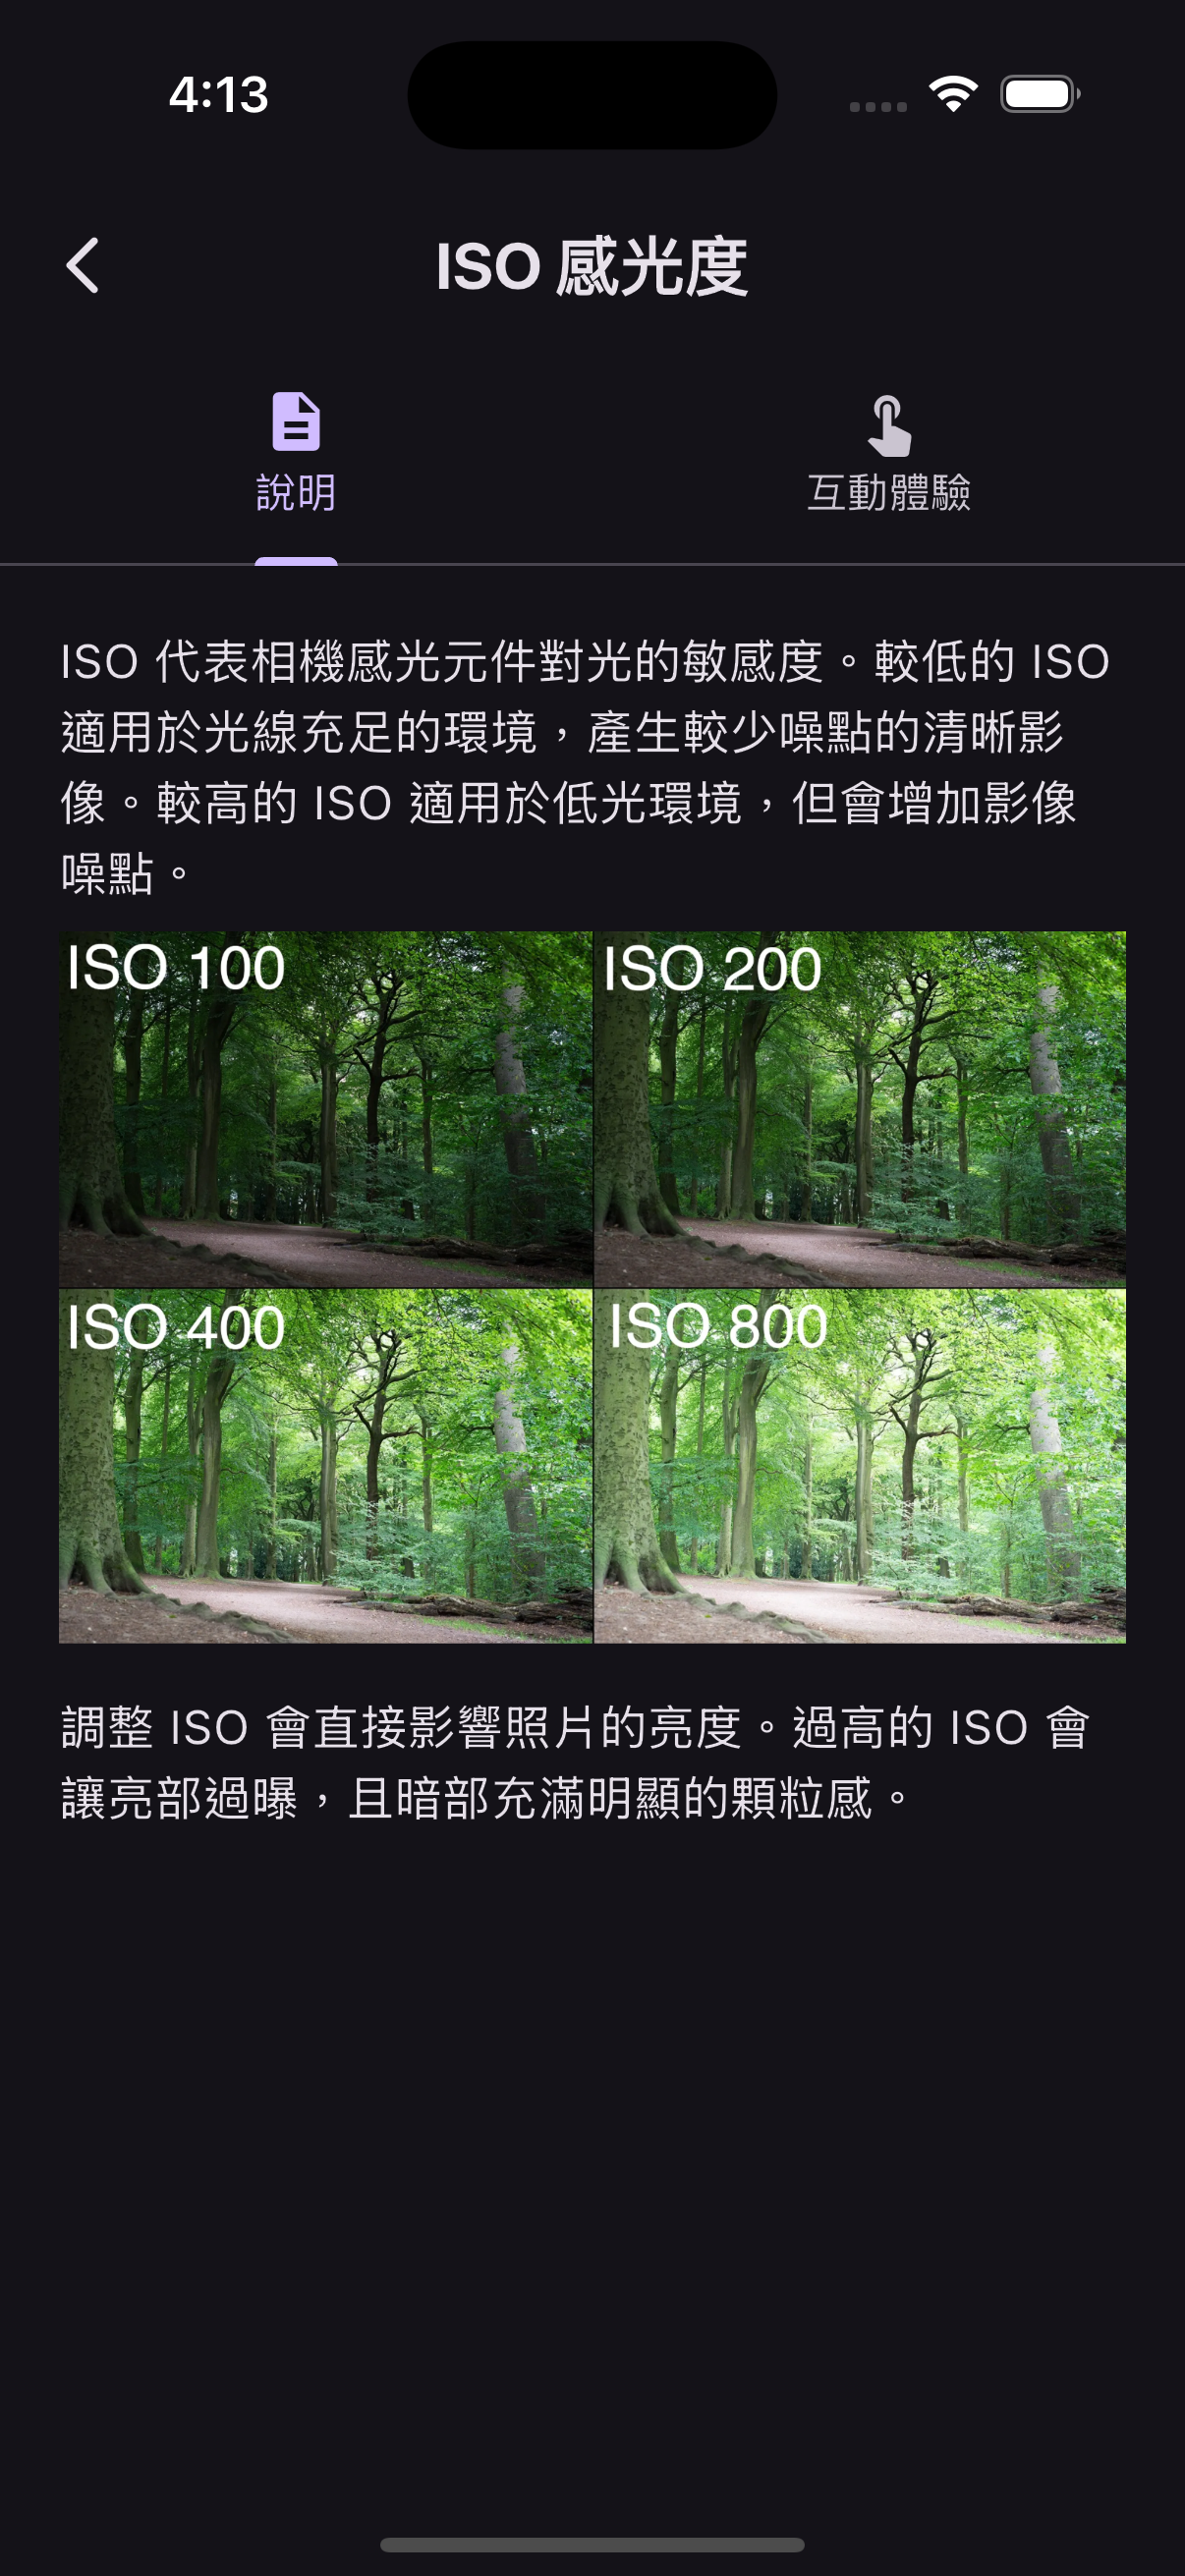 4:13
ISO 感光度
說明
互動體驗
ISO 代表相機感光元件對光的敏感度。較低的 ISO
適用於光線充足的環境，產生較少噪點的清晰影
像。較高的 ISO 適用於低光環境，但會增加影像
噪點。
ISO 100
ISO 200
ISO 400
ISO 800
調整 ISO 會直接影響照片的亮度。過高的 ISO 會
讓亮部過曝，且暗部充滿明顯的顆粒感。